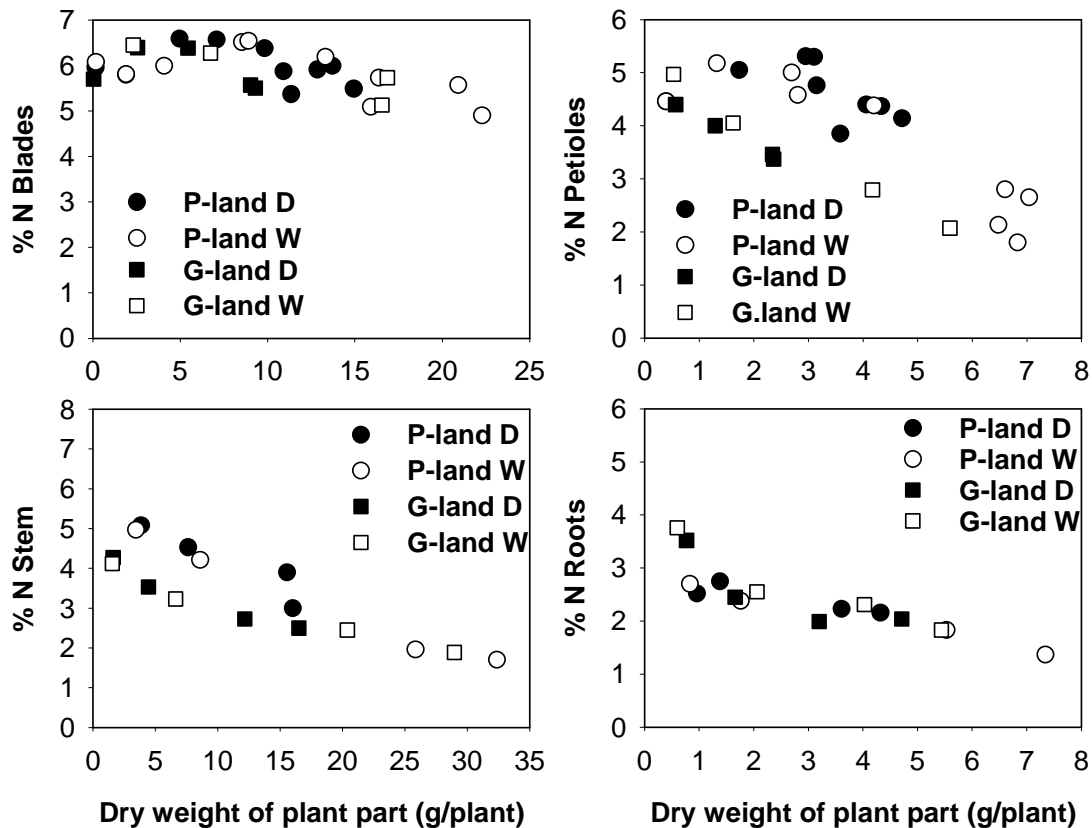 % N Blades
7
6
5
4
3
2
1
0
P-land D
P-land W
G-land D
G-land W
0 5 10 15 20 25
% N Petioles
6
5
4
3
2
1
0
P-land D
P-land W
G-land D
G.land W
0 1 2 3 4 5 6 7 8
% N Stem
8
7
6
5
4
3
2
1
0
P-land D
P-land W
G-land D
G-land W
0 5 10 15 20 25 30 35
Dry weight of plant part (g/plant)
% N Roots
6
5
4
3
2
1
0
P-land D
P-land W
G-land D
G-land W
0 1 2 3 4 5 6 7 8
Dry weight of plant part (g/plant)